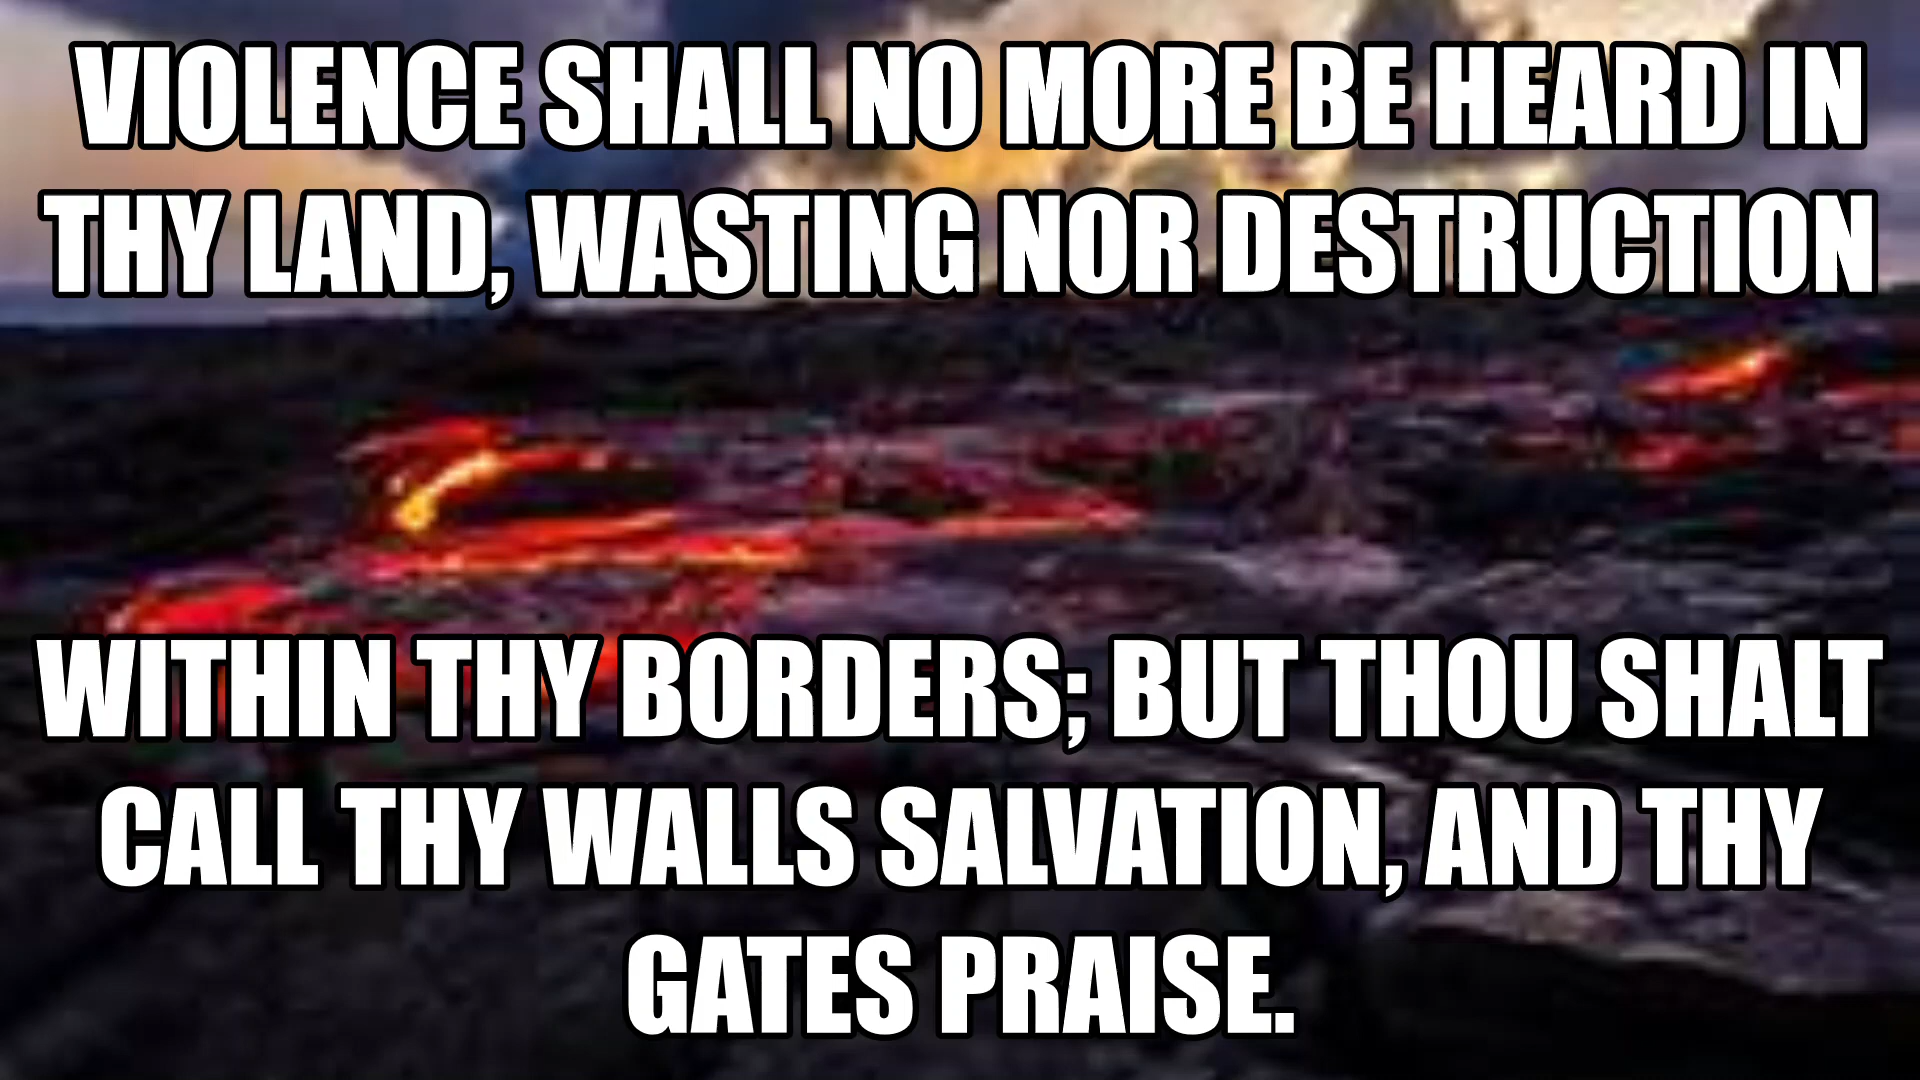 VIOLENCE SHALL NO MORE BE HEARD IN
THY LAND, WASTING NOR DESTRUCTION
WITHIN THY BORDERS; BUT THOU SHALT
CALL THY WALLS SALVATION, AND THY
GATES PRAISE.